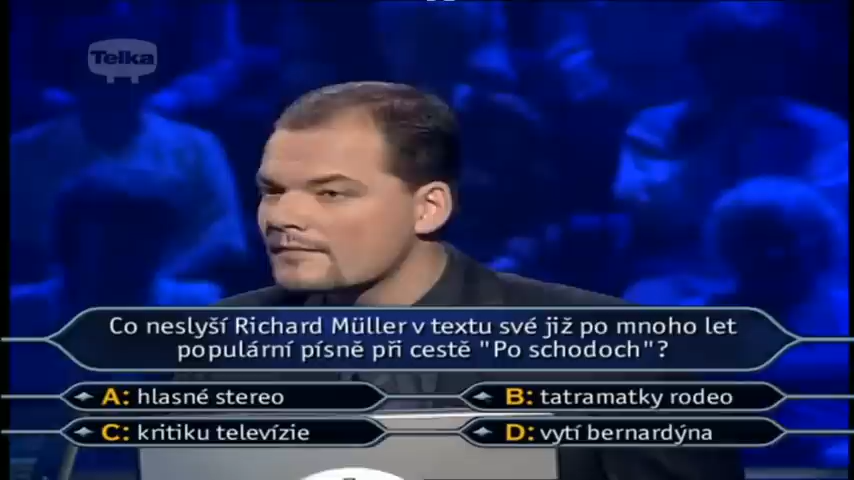 Telka
Co neslyší Richard Müller v textu své již po mnoho let
populární písně při cestě "Po schodoch"?
A: hlasné stereo
B: tatramatky rodeo
C: kritiku televízie
D: vytí bernardýna